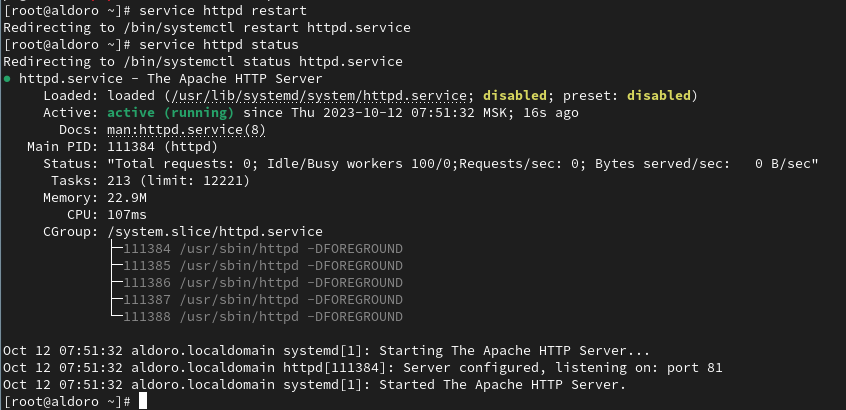 [root@aldoro ~]# service httpd restart
Redirecting to /bin/systemctl restart httpd.service
[root@aldoro ~]# service httpd status
Redirecting to /bin/systemctl status httpd.service
● httpd.service - The Apache HTTP Server
     Loaded: loaded (/usr/lib/systemd/system/httpd.service; disabled; preset: disabled)
     Active: active (running) since Thu 2023-10-12 07:51:32 MSK; 16s ago
       Docs: man:httpd.service(8)
   Main PID: 111384 (httpd)
     Status: "Total requests: 0; Idle/Busy workers 100/0;Requests/sec: 0; Bytes served/sec:   0 B/sec"
      Tasks: 213 (limit: 12221)
     Memory: 22.9M
        CPU: 107ms
     CGroup: /system.slice/httpd.service
             ├─111384 /usr/sbin/httpd -DFOREGROUND
             ├─111385 /usr/sbin/httpd -DFOREGROUND
             ├─111386 /usr/sbin/httpd -DFOREGROUND
             ├─111387 /usr/sbin/httpd -DFOREGROUND
             └─111388 /usr/sbin/httpd -DFOREGROUND

Oct 12 07:51:32 aldoro.localdomain systemd[1]: Starting The Apache HTTP Server...
Oct 12 07:51:32 aldoro.localdomain httpd[111384]: Server configured, listening on: port 81
Oct 12 07:51:32 aldoro.localdomain systemd[1]: Started The Apache HTTP Server.
[root@aldoro ~]#